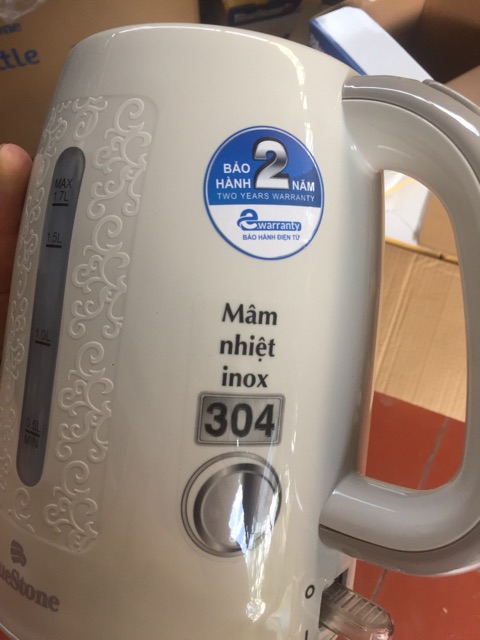 MAX
1.7L
1.5L
1.0L
MIN
BẢO
HÀNH
2
NĂM
TWO YEARS WARRANTY
ewarranty
BẢO HÀNH ĐIỆN TỬ
Mâm
nhiệt
inox
304
O
I